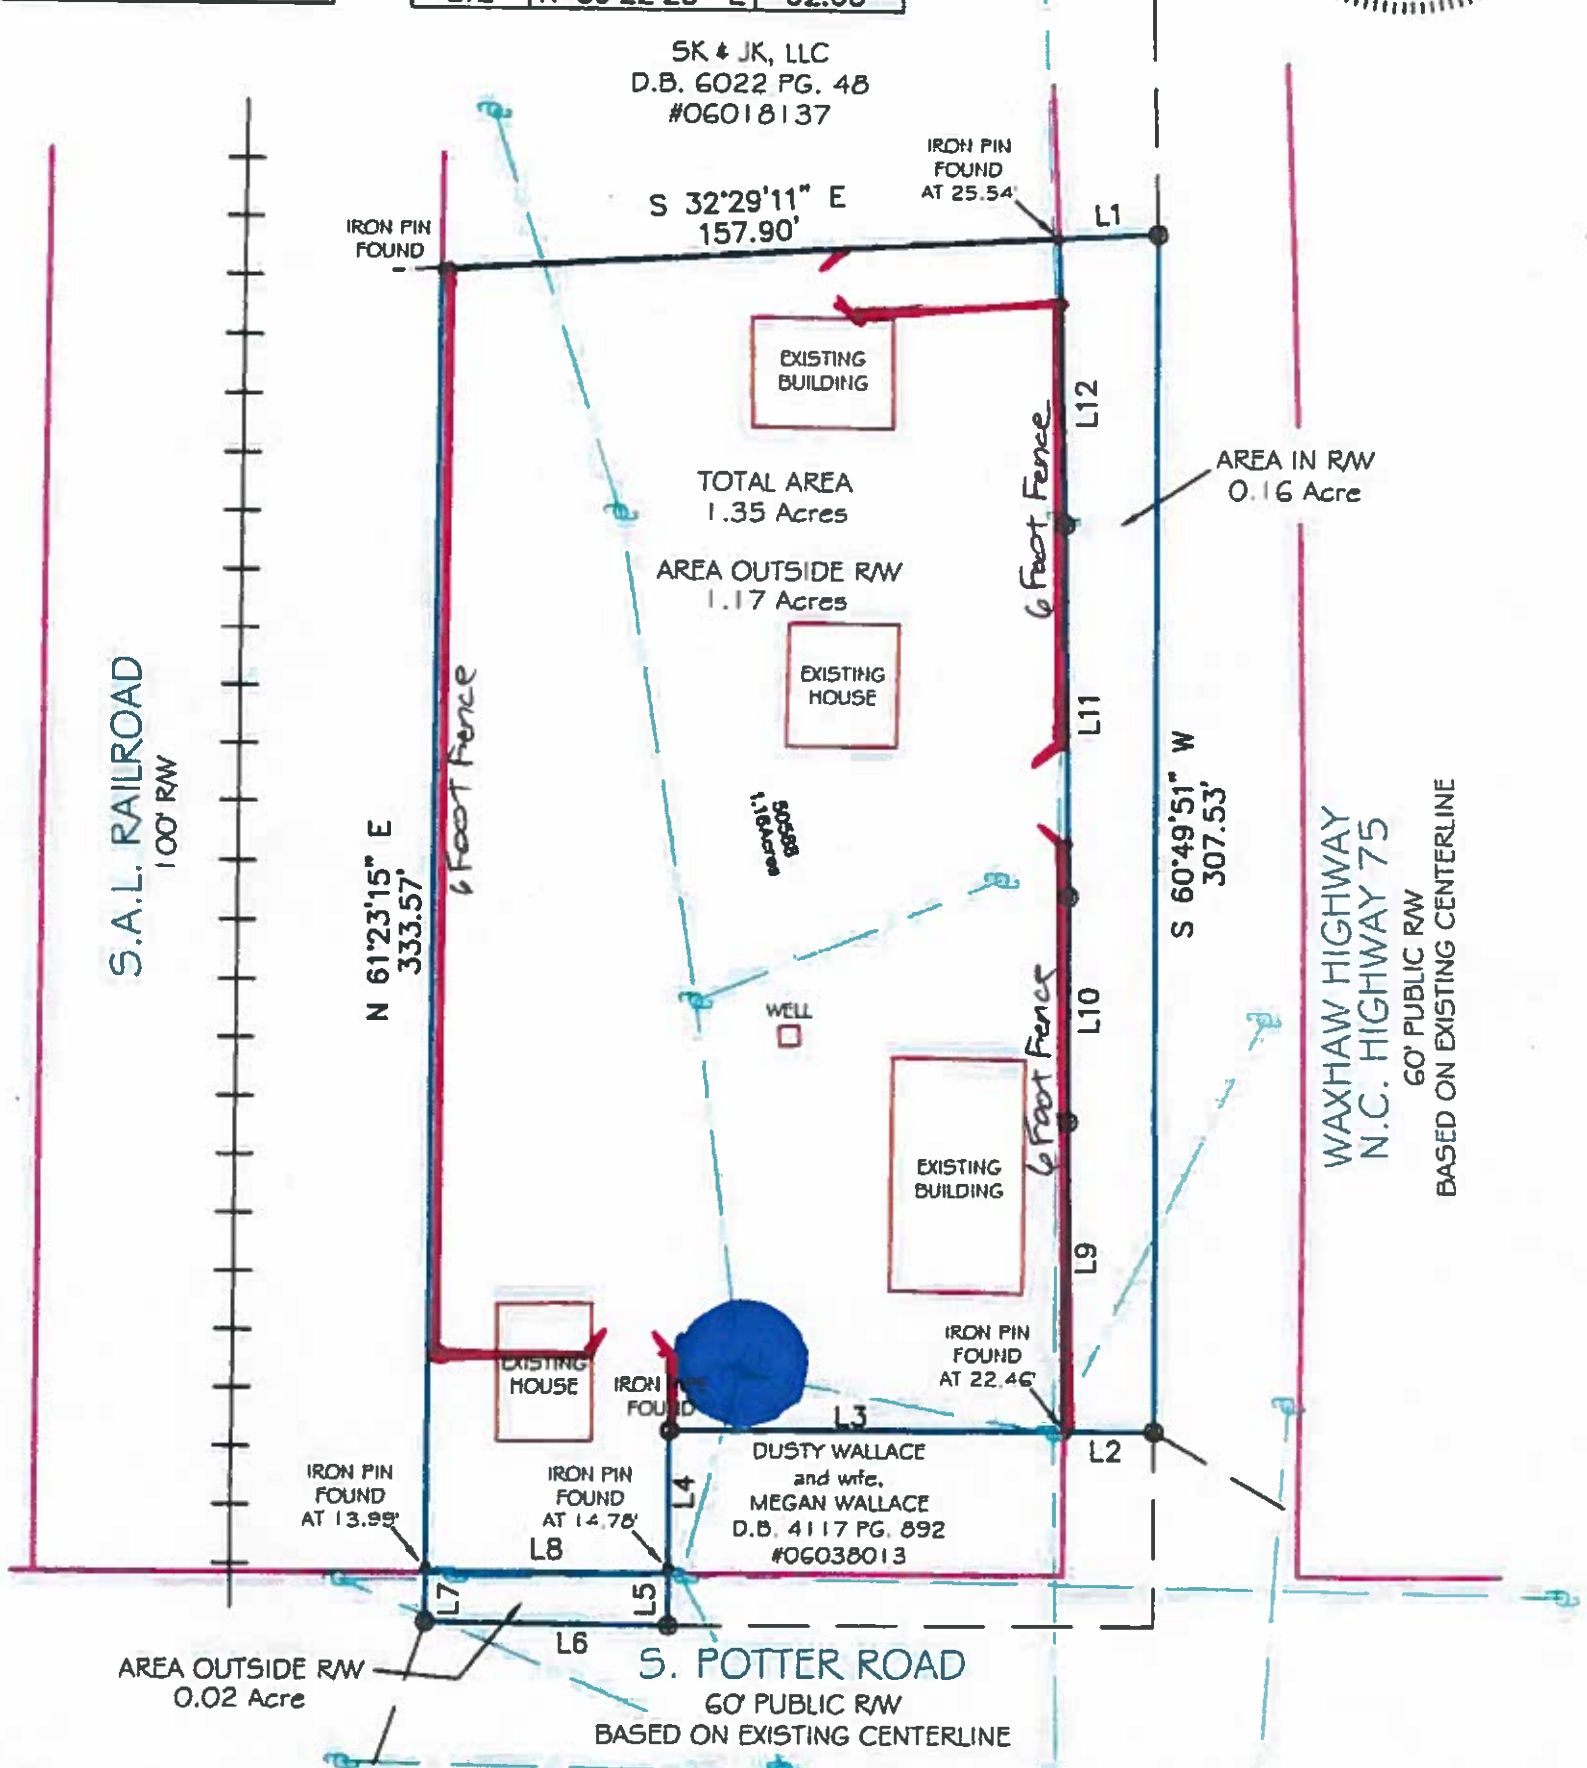 SK & JK, LLC
D.B. 6022 PG. 48
#06018137
IRON PIN
FOUND
AT 25.54'
S 32°29'11" E
157.90'
L1
IRON PIN
FOUND
EXISTING
BUILDING
L12
6 Foot Fence
TOTAL AREA
1.35 Acres
AREA IN R/W
0.16 Acre
AREA OUTSIDE R/W
1.17 Acres
EXISTING
HOUSE
L11
S.A.L. RAILROAD
100' R/W
6 Foot Fence
N 61°23'15" E
333.57'
1.16Acres
S 60°49'51" W
307.53'
WAXHAW HIGHWAY
N.C. HIGHWAY 75
60' PUBLIC R/W
BASED ON EXISTING CENTERLINE
WELL
L10
6 Foot Fence
EXISTING
BUILDING
L9
EXISTING
HOUSE
IRON
FOUND
IRON PIN
FOUND
AT 22.46'
L3
L2
DUSTY WALLACE
and wife,
MEGAN WALLACE
D.B. 4117 PG. 892
#06038013
L4
IRON PIN
FOUND
AT 13.99'
IRON PIN
FOUND
AT 14.78'
L8
L7
L5
L6
AREA OUTSIDE R/W
0.02 Acre
S. POTTER ROAD
60' PUBLIC R/W
BASED ON EXISTING CENTERLINE